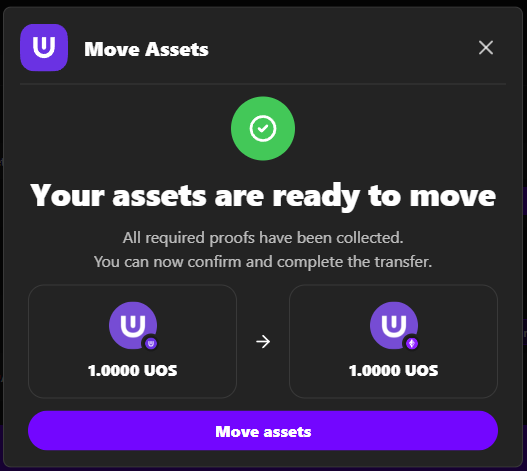 Move Assets
Your assets are ready to move
All required proofs have been collected.
You can now confirm and complete the transfer.
1.0000 UOS
1.0000 UOS
Move assets